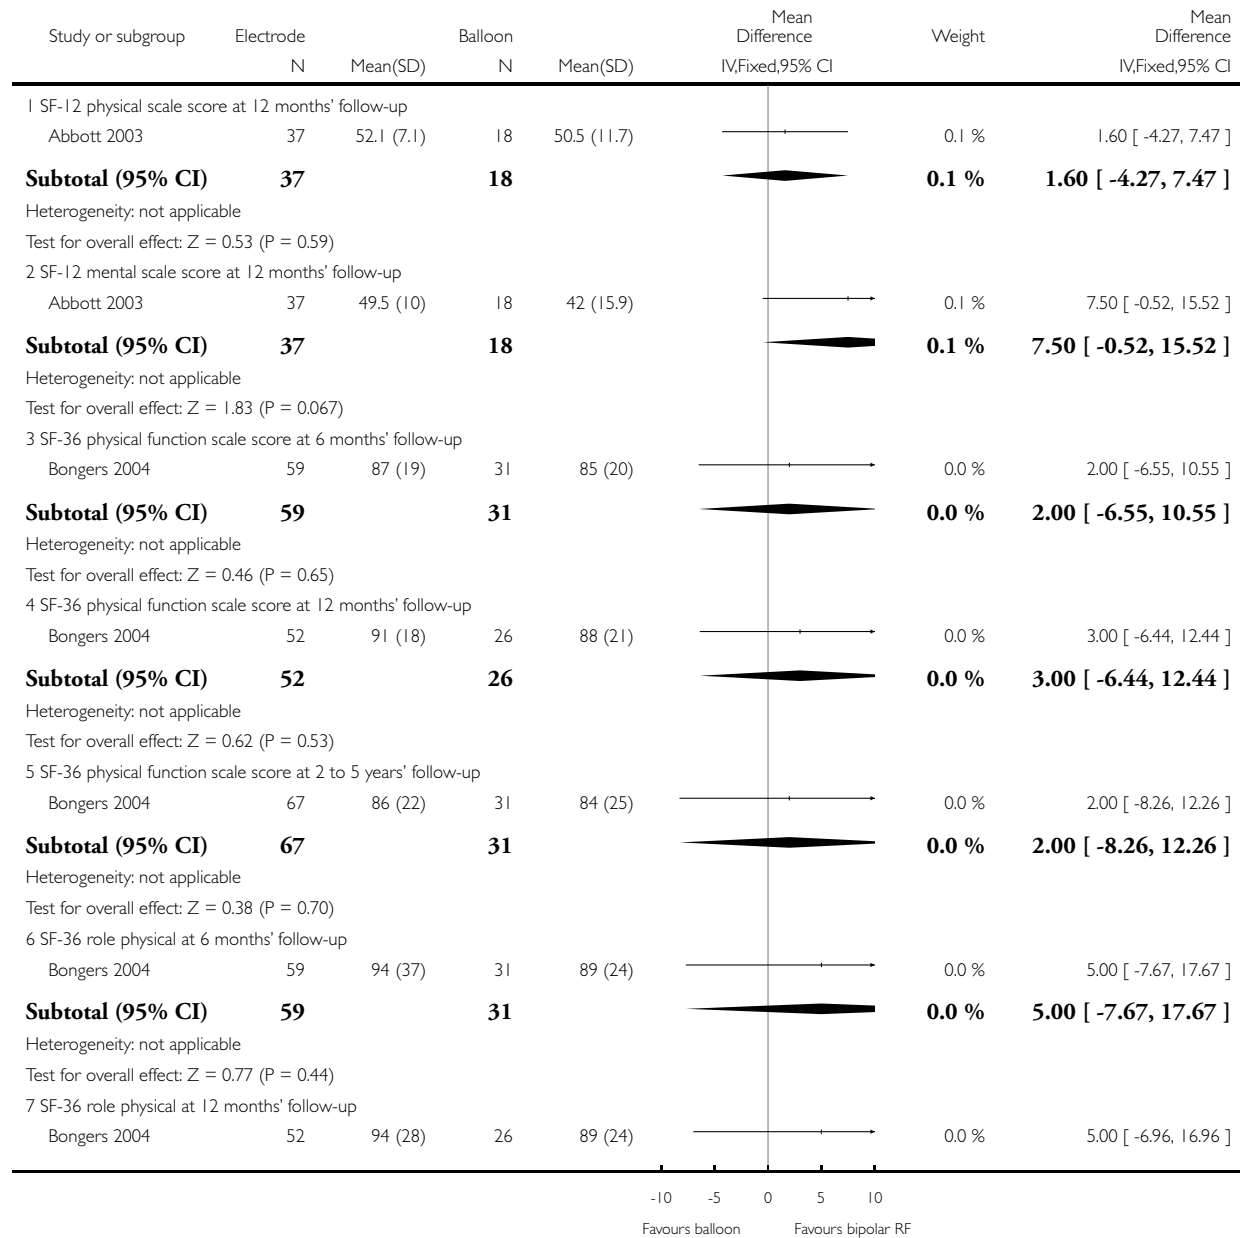 Study or subgroup Electrode Balloon Mean Difference Weight Mean Difference
N Mean(SD) N Mean(SD) IV,Fixed,95% CI IV,Fixed,95% CI
1 SF-12 physical scale score at 12 months' follow-up
Abbott 2003 37 52.1 (7.1) 18 50.5 (11.7) 0.1 % 1.60 [ -4.27, 7.47 ]
Subtotal (95% CI) 37 18 0.1 % 1.60 [ -4.27, 7.47 ]
Heterogeneity: not applicable
Test for overall effect: Z = 0.53 (P = 0.59)
2 SF-12 mental scale score at 12 months' follow-up
Abbott 2003 37 49.5 (10) 18 42 (15.9) 0.1 % 7.50 [ -0.52, 15.52 ]
Subtotal (95% CI) 37 18 0.1 % 7.50 [ -0.52, 15.52 ]
Heterogeneity: not applicable
Test for overall effect: Z = 1.83 (P = 0.067)
3 SF-36 physical function scale score at 6 months' follow-up
Bongers 2004 59 87 (19) 31 85 (20) 0.0 % 2.00 [ -6.55, 10.55 ]
Subtotal (95% CI) 59 31 0.0 % 2.00 [ -6.55, 10.55 ]
Heterogeneity: not applicable
Test for overall effect: Z = 0.46 (P = 0.65)
4 SF-36 physical function scale score at 12 months' follow-up
Bongers 2004 52 91 (18) 26 88 (21) 0.0 % 3.00 [ -6.44, 12.44 ]
Subtotal (95% CI) 52 26 0.0 % 3.00 [ -6.44, 12.44 ]
Heterogeneity: not applicable
Test for overall effect: Z = 0.62 (P = 0.53)
5 SF-36 physical function scale score at 2 to 5 years' follow-up
Bongers 2004 67 86 (22) 31 84 (25) 0.0 % 2.00 [ -8.26, 12.26 ]
Subtotal (95% CI) 67 31 0.0 % 2.00 [ -8.26, 12.26 ]
Heterogeneity: not applicable
Test for overall effect: Z = 0.38 (P = 0.70)
6 SF-36 role physical at 6 months' follow-up
Bongers 2004 59 94 (37) 31 89 (24) 0.0 % 5.00 [ -7.67, 17.67 ]
Subtotal (95% CI) 59 31 0.0 % 5.00 [ -7.67, 17.67 ]
Heterogeneity: not applicable
Test for overall effect: Z = 0.77 (P = 0.44)
7 SF-36 role physical at 12 months' follow-up
Bongers 2004 52 94 (28) 26 89 (24) 0.0 % 5.00 [ -6.96, 16.96 ]
-10 -5 0 5 10
Favours balloon Favours bipolar RF